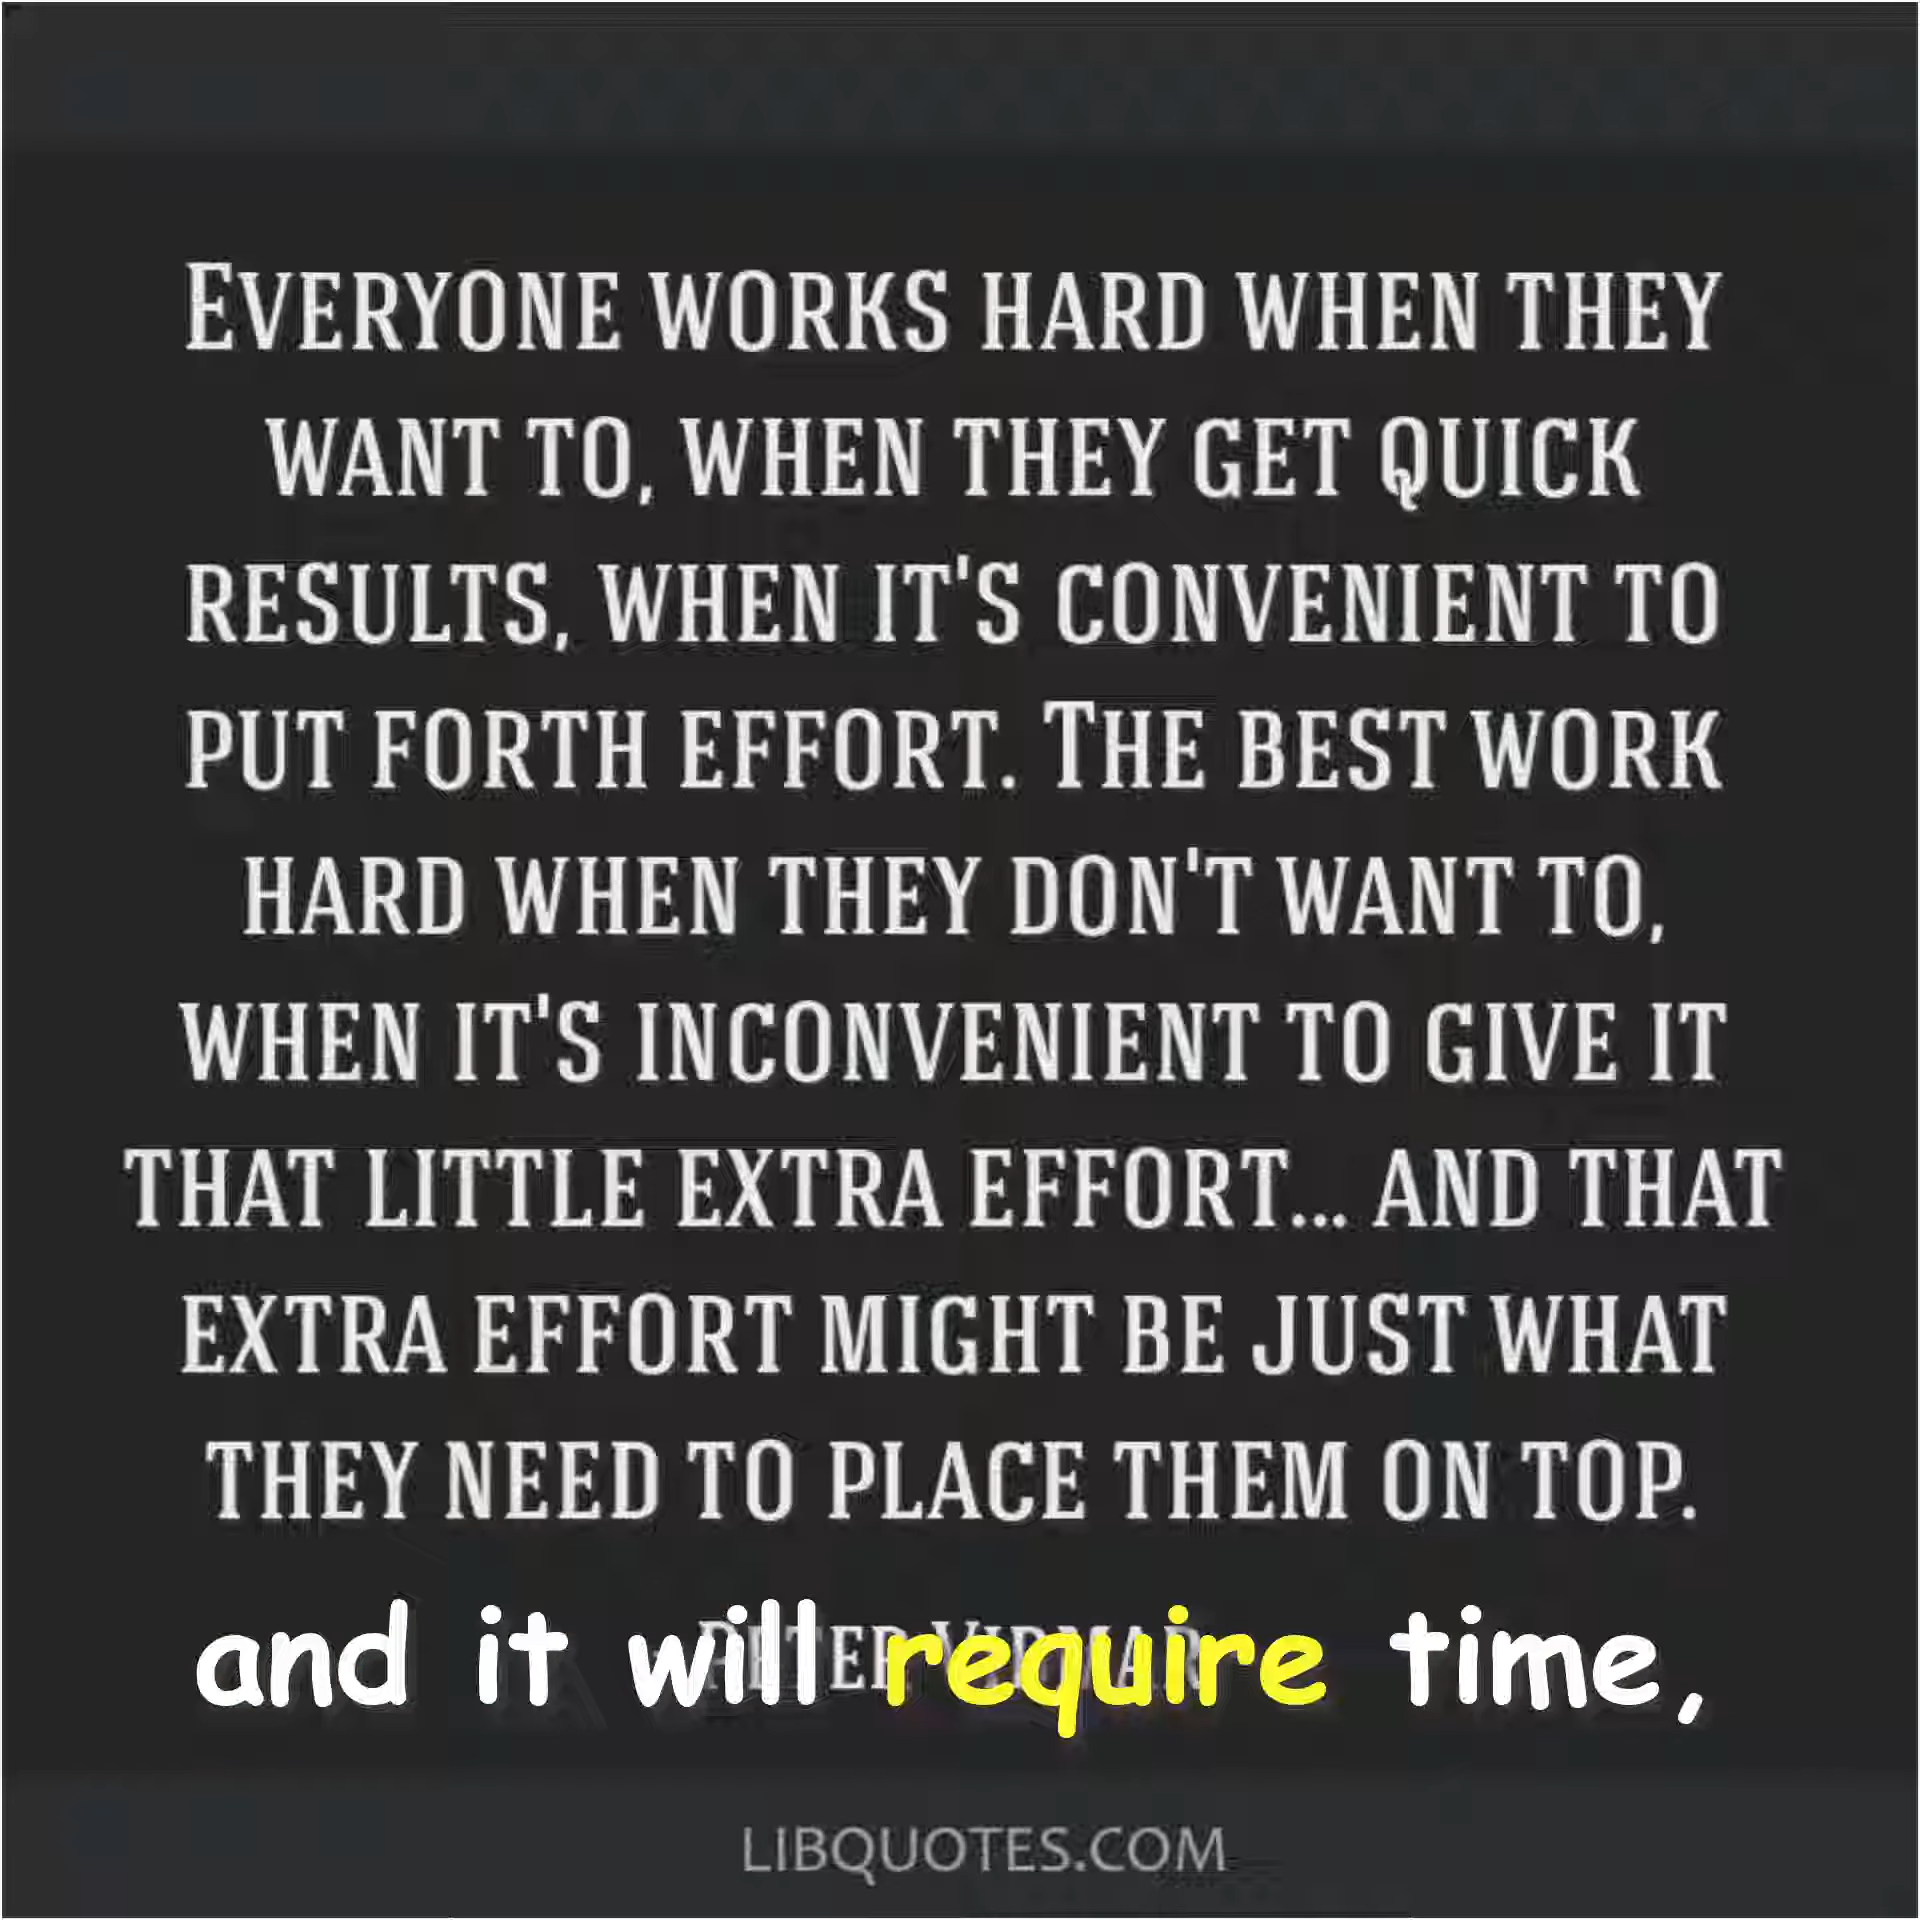 Everyone works hard when they
want to, when they get quick
results, when it's convenient to
put forth effort. The best work
hard when they don't want to,
when it's inconvenient to give it
that little extra effort... and that
extra effort might be just what
they need to place them on top.
and it will require time,
LIBQUOTES.COM